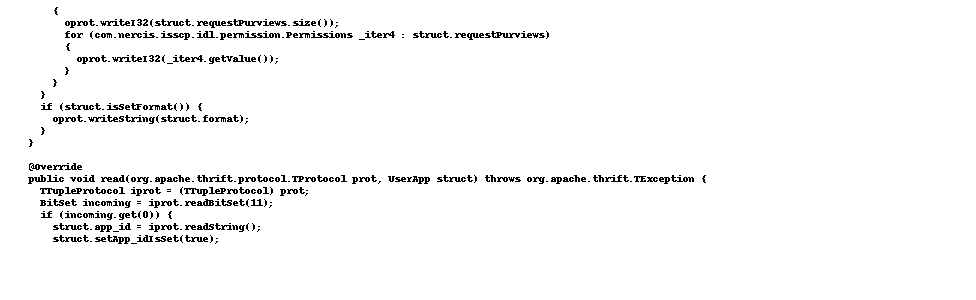 {
oprot.writeI32(struct.requestPurviews.size());
for (com.nercis.isscp.idl.permission.Permissions _iter4 : struct.requestPurviews)
{
oprot.writeI32(_iter4.getValue());
}
}
}
if (struct.isSetFormat()) {
oprot.writeString(struct.format);
}
}
@Override
public void read(org.apache.thrift.protocol.TProtocol prot, UserApp struct) throws org.apache.thrift.TException {
TTupleProtocol iprot = (TTupleProtocol) prot;
BitSet incoming = iprot.readBitSet(11);
if (incoming.get(0)) {
struct.app_id = iprot.readString();
struct.setApp_idIsSet(true);